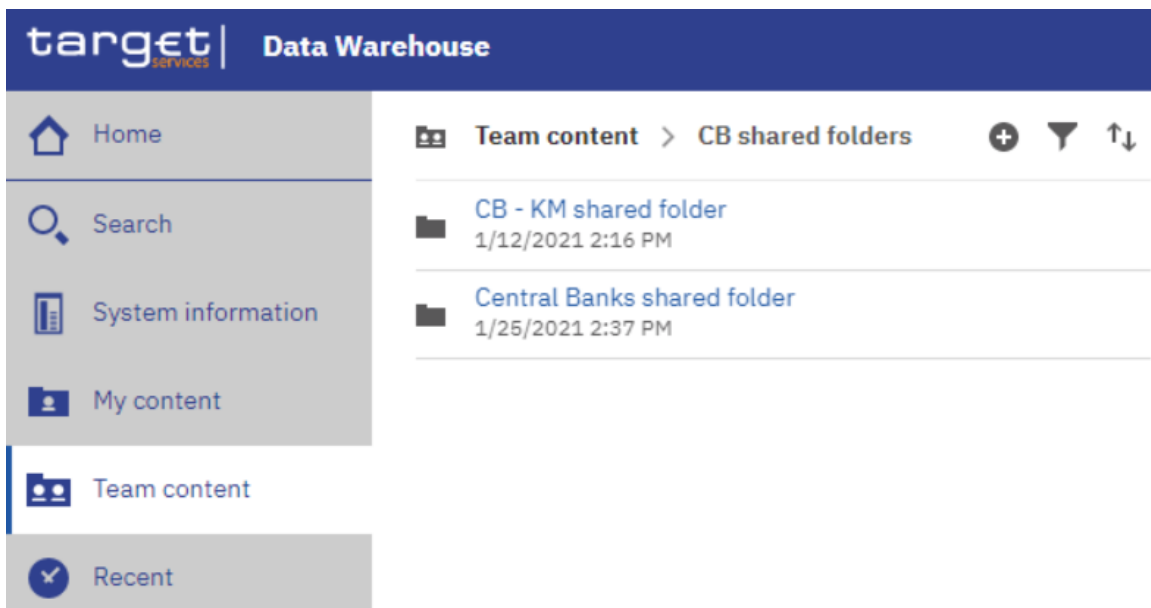 target services | Data Warehouse
Home
Search
System information
My content
Team content
Recent
Team content > CB shared folders
CB - KM shared folder
1/12/2021 2:16 PM
Central Banks shared folder
1/25/2021 2:37 PM